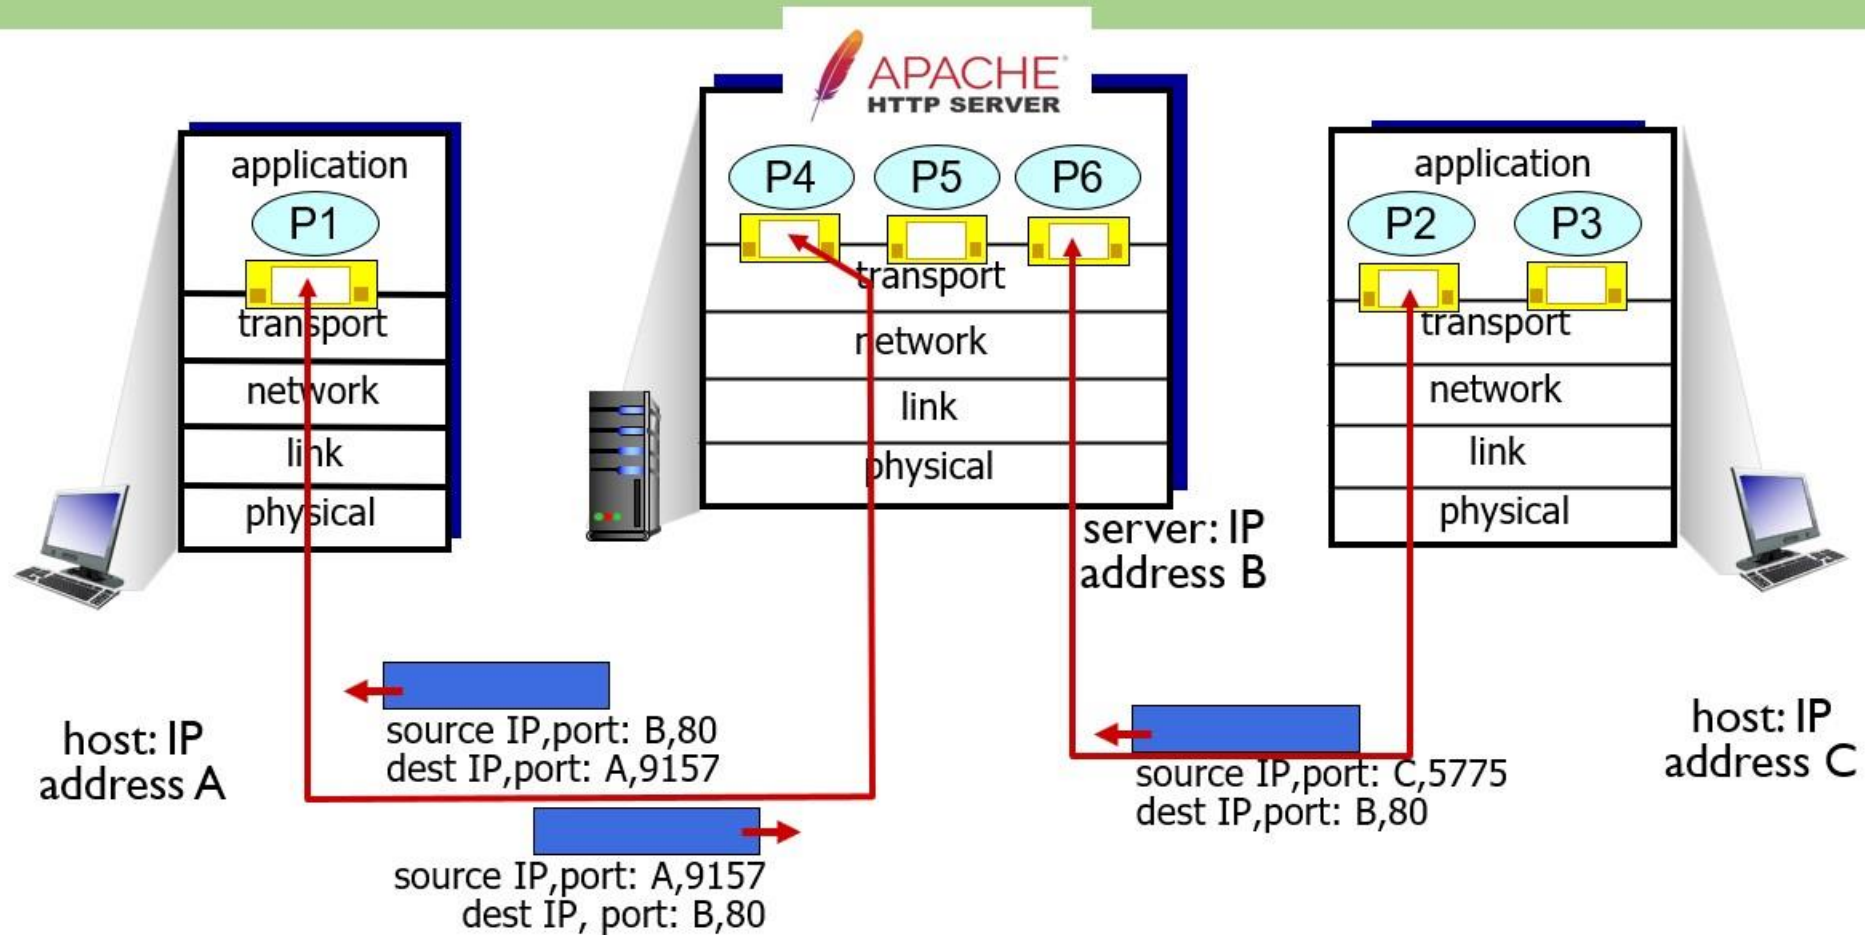 APACHE
HTTP SERVER
application
P1
transport
network
link
physical
P4
P5
P6
transport
network
link
physical
application
P2
P3
transport
network
link
physical
server: IP
address B
host: IP
address A
source IP,port: B,80
dest IP,port: A,9157
source IP,port: A,9157
dest IP, port: B,80
source IP,port: C,5775
dest IP,port: B,80
host: IP
address C